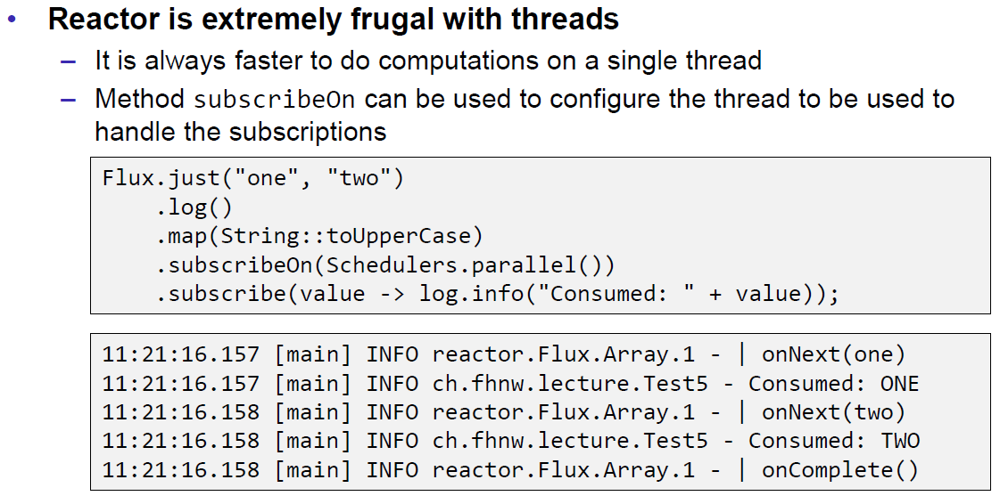 • Reactor is extremely frugal with threads
– It is always faster to do computations on a single thread
– Method subscribeOn can be used to configure the thread to be used to
handle the subscriptions
Flux.just("one", "two")
    .log()
    .map(String::toUpperCase)
    .subscribeOn(Schedulers.parallel())
    .subscribe(value -> log.info("Consumed: " + value));
11:21:16.157 [main] INFO reactor.Flux.Array.1 - | onNext(one)
11:21:16.157 [main] INFO ch.fhnw.lecture.Test5 - Consumed: ONE
11:21:16.158 [main] INFO reactor.Flux.Array.1 - | onNext(two)
11:21:16.158 [main] INFO ch.fhnw.lecture.Test5 - Consumed: TWO
11:21:16.158 [main] INFO reactor.Flux.Array.1 - | onComplete()